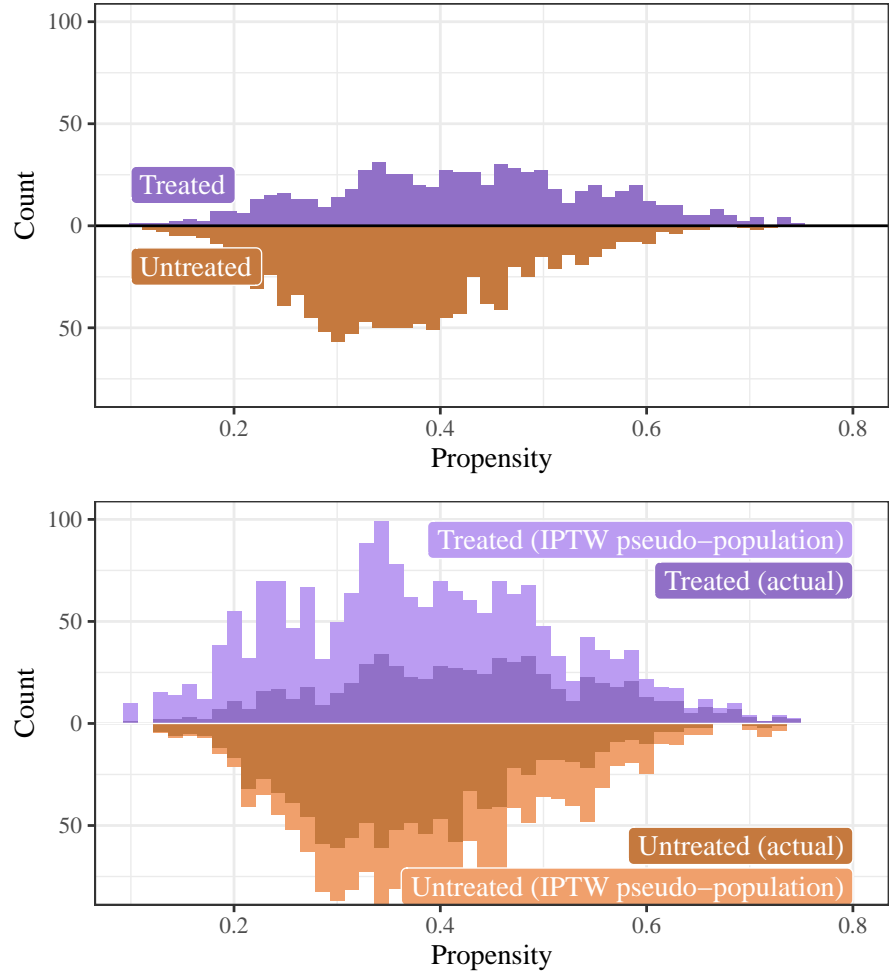 100
50
0
50
Count
Treated
Untreated
0.2 0.4 0.6 0.8
Propensity
100
50
0
50
Count
Treated (IPTW pseudo−population)
Treated (actual)
Untreated (actual)
Untreated (IPTW pseudo−population)
0.2 0.4 0.6 0.8
Propensity